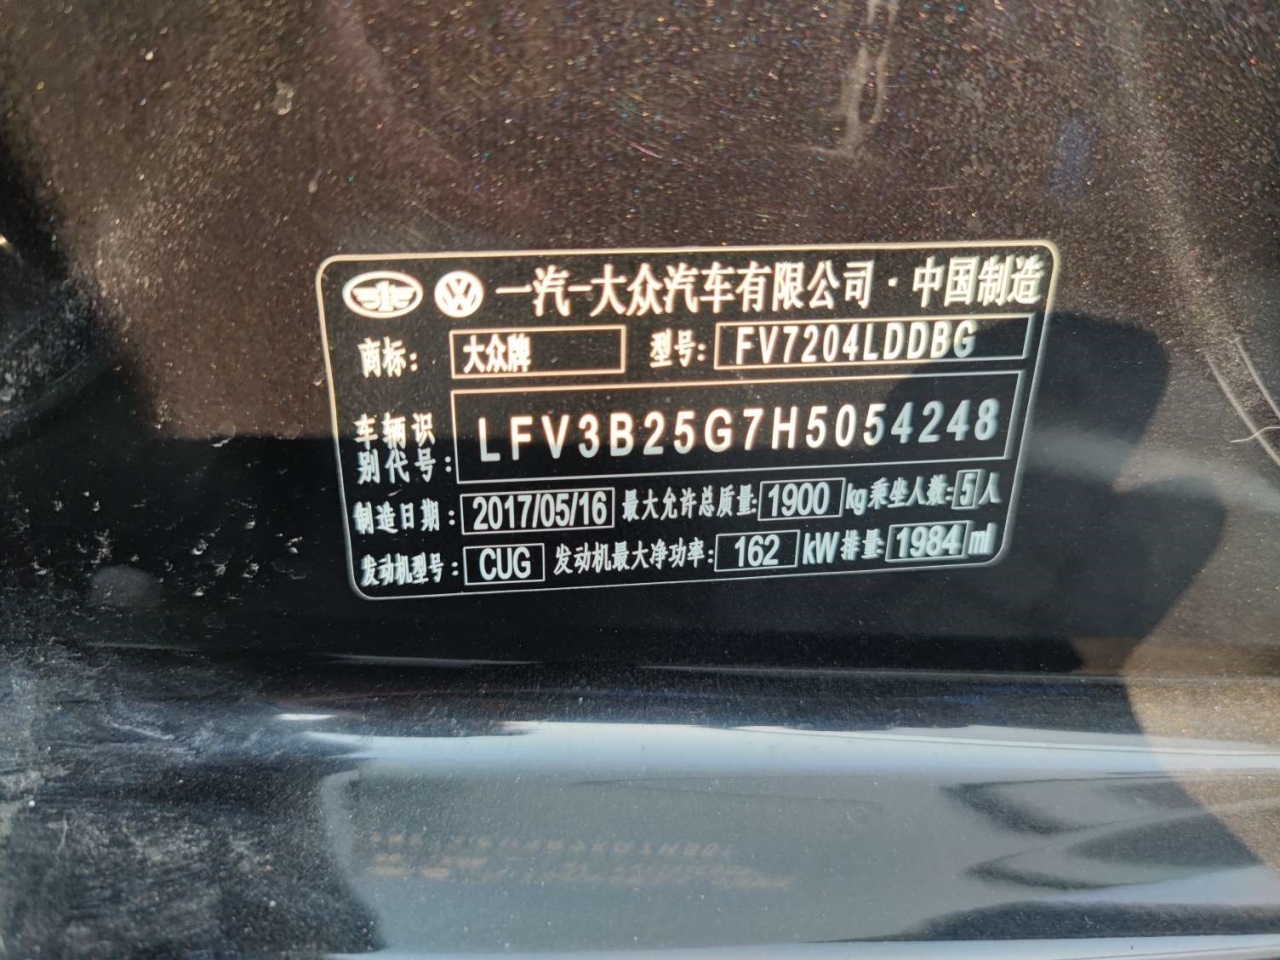 一汽-大众汽车有限公司·中国制造
商标: 大众牌 型号: FV7204LDDBG
车辆识别代号: LFV3B25G7H5054248
制造日期: 2017/05/16 最大允许总质量: 1900 kg 乘坐人数: 5 人
发动机型号: CUG 发动机最大净功率: 162 kW 排量: 1984 ml